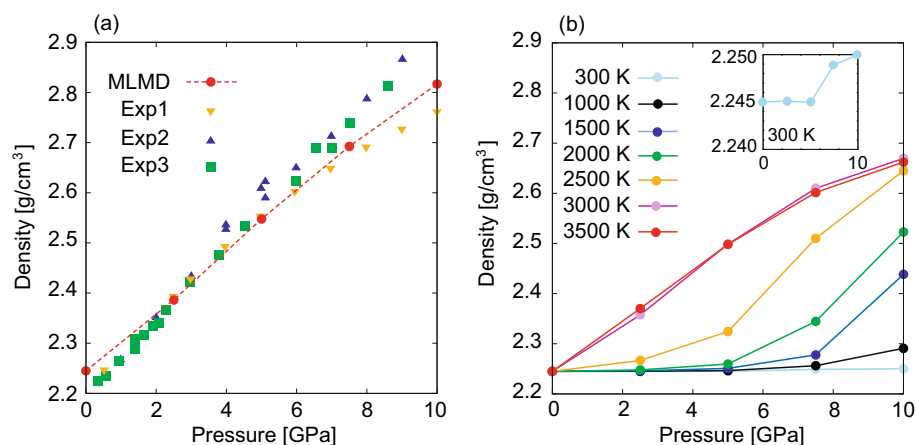 (a)
2.9
2.8
2.7
2.6
2.5
2.4
2.3
2.2
Density [g/cm³]
MLMD
Exp1
Exp2
Exp3
0 2 4 6 8 10
Pressure [GPa]
(b)
2.9
2.8
2.7
2.6
2.5
2.4
2.3
2.2
Density [g/cm³]
300 K
1000 K
1500 K
2000 K
2500 K
3000 K
3500 K
2.250
2.245
2.240
300 K
0 10
0 2 4 6 8 10
Pressure [GPa]